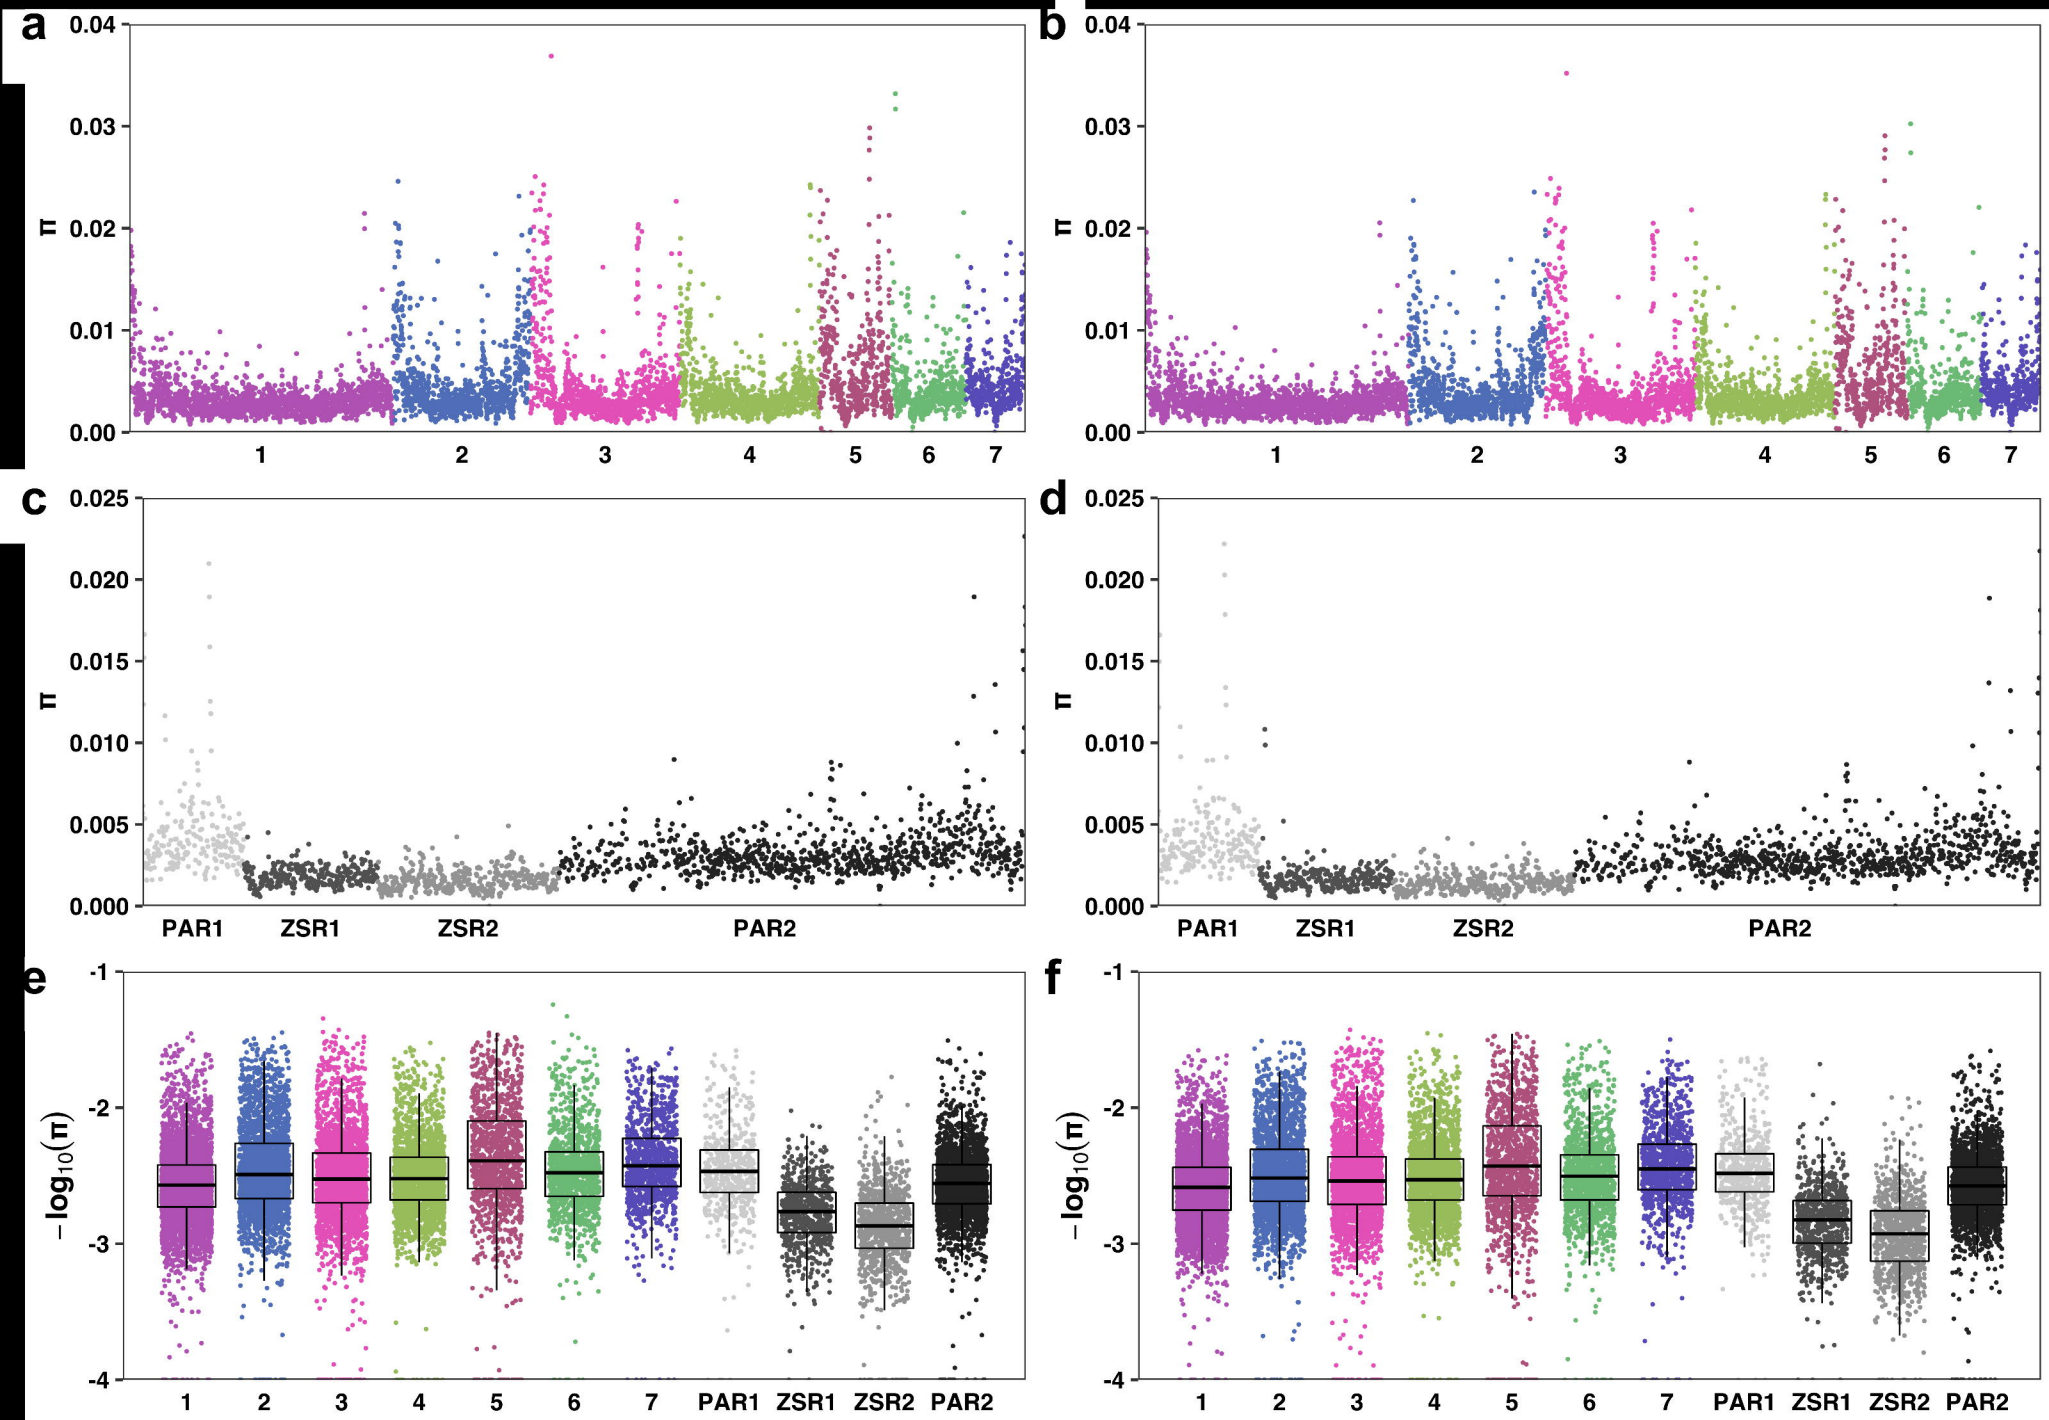 a
0.04
0.03
0.02
0.01
0.00
π
1 2 3 4 5 6 7
b
0.04
0.03
0.02
0.01
0.00
π
1 2 3 4 5 6 7
c
0.025
0.020
0.015
0.010
0.005
0.000
π
PAR1 ZSR1 ZSR2 PAR2
d
0.025
0.020
0.015
0.010
0.005
0.000
π
PAR1 ZSR1 ZSR2 PAR2
e
-1
-2
-3
-4
−log₁₀(π)
1 2 3 4 5 6 7 PAR1 ZSR1 ZSR2 PAR2
f
-1
-2
-3
-4
−log₁₀(π)
1 2 3 4 5 6 7 PAR1 ZSR1 ZSR2 PAR2